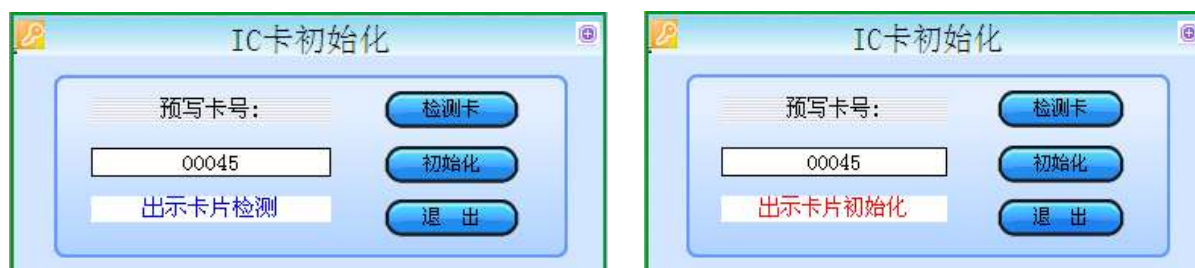 IC卡初始化
预写卡号:
检测卡
00045
初始化
出示卡片检测
退 出
IC卡初始化
预写卡号:
检测卡
00045
初始化
出示卡片初始化
退 出